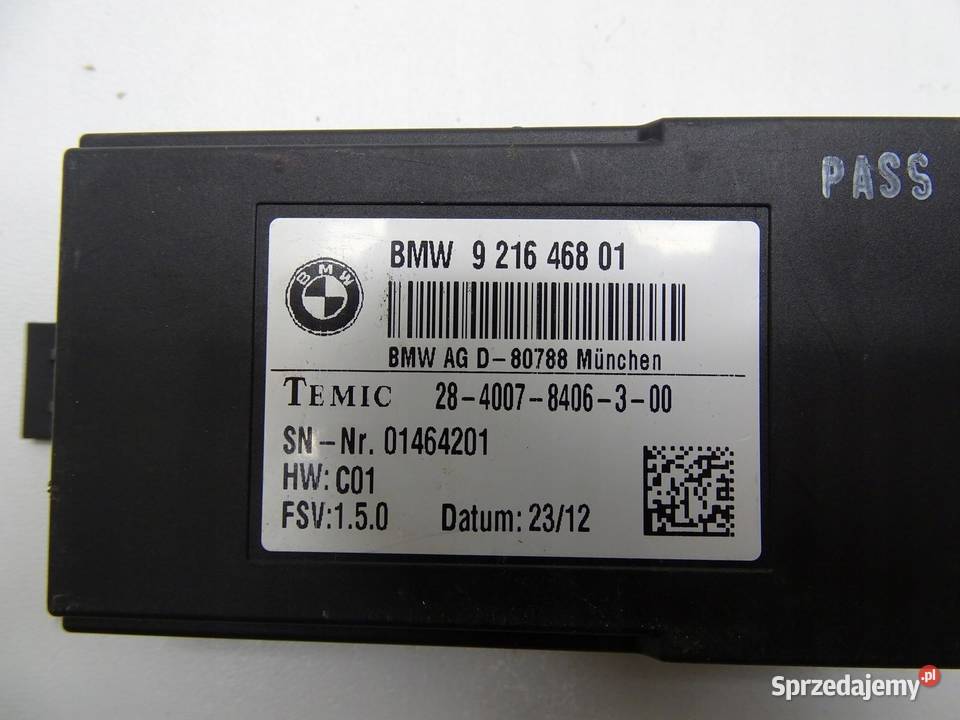 PASS
BMW 9 216 468 01
BMW
BMW AG D-80788 München
TEMIC 28-4007-8406-3-00
SN-Nr. 01464201
HW: C01
FSV:1.5.0 Datum: 23/12
Sprzedajemy.pl